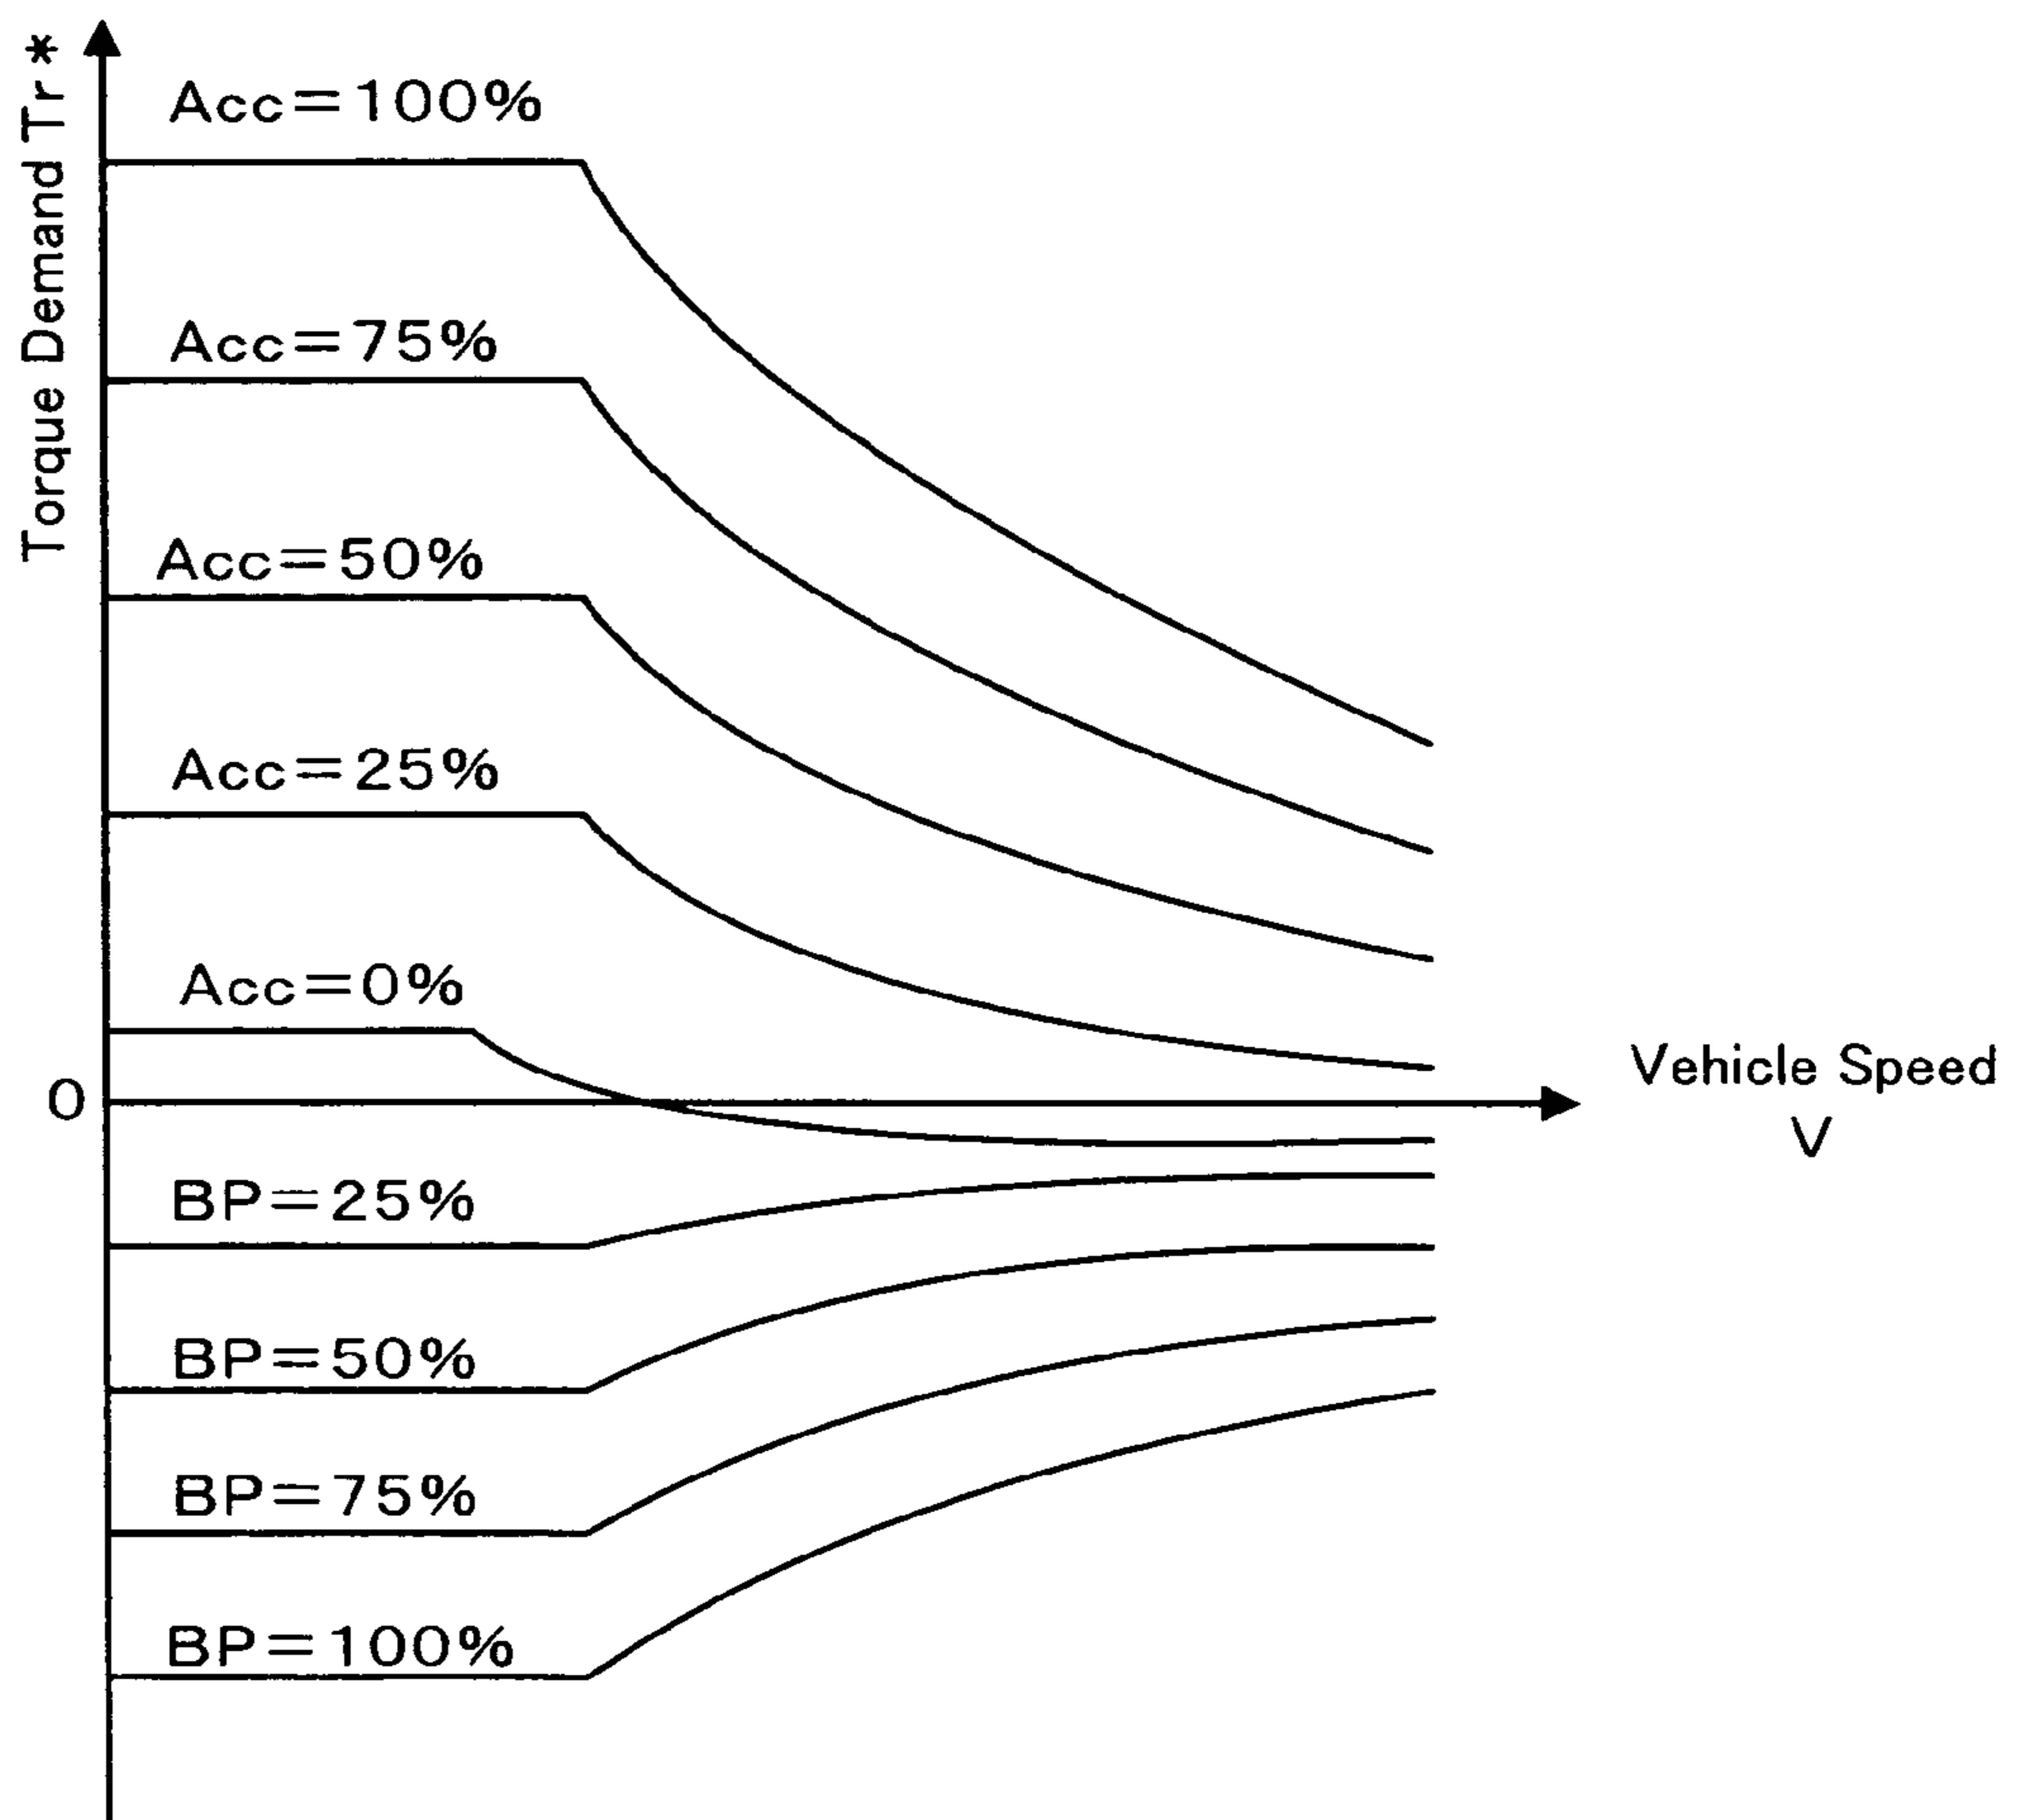 Torque Demand Tr*
Acc=100%
Acc=75%
Acc=50%
Acc=25%
Acc=0%
0
Vehicle Speed
V
BP=25%
BP=50%
BP=75%
BP=100%